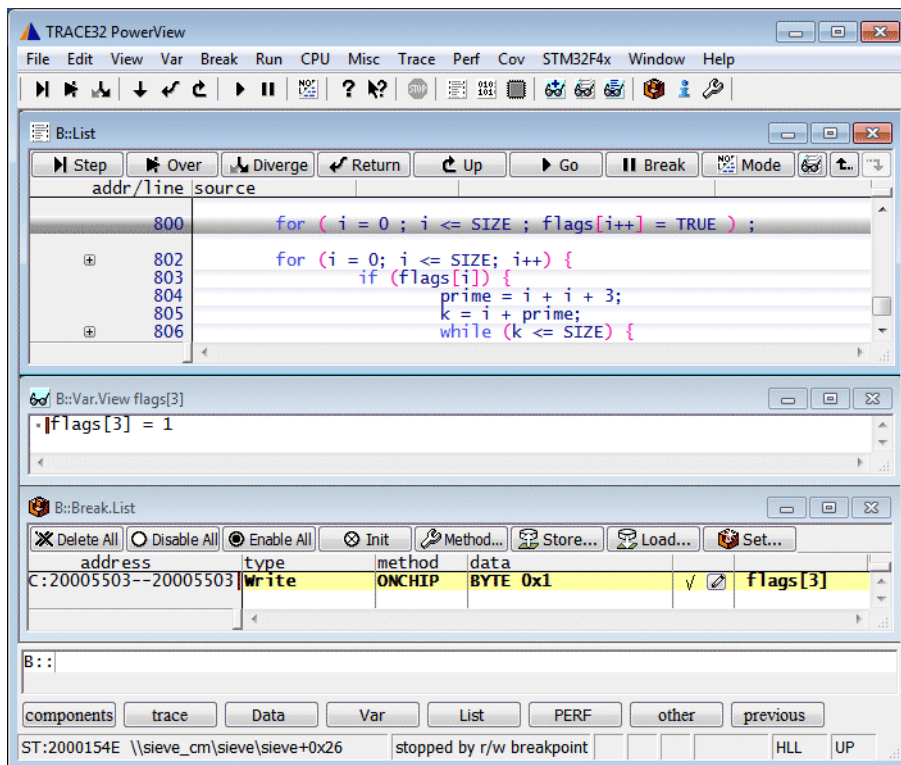 TRACE32 PowerView
File Edit View Var Break Run CPU Misc Trace Perf Cov STM32F4x Window Help
B::List
Step Over Diverge Return Up Go Break Mode
addr/line source
800 for ( i = 0 ; i <= SIZE ; flags[i++] = TRUE ) ;
802 for (i = 0; i <= SIZE; i++) {
803 if (flags[i]) {
804 prime = i + i + 3;
805 k = i + prime;
806 while (k <= SIZE) {
B::Var.View flags[3]
flags[3] = 1
B::Break.List
Delete All Disable All Enable All Init Method... Store... Load... Set...
address type method data
C:20005503--20005503 Write ONCHIP BYTE 0x1 √ flags[3]
B::
components trace Data Var List PERF other previous
ST:2000154E \\sieve_cm\sieve\sieve+0x26 stopped by r/w breakpoint HLL UP